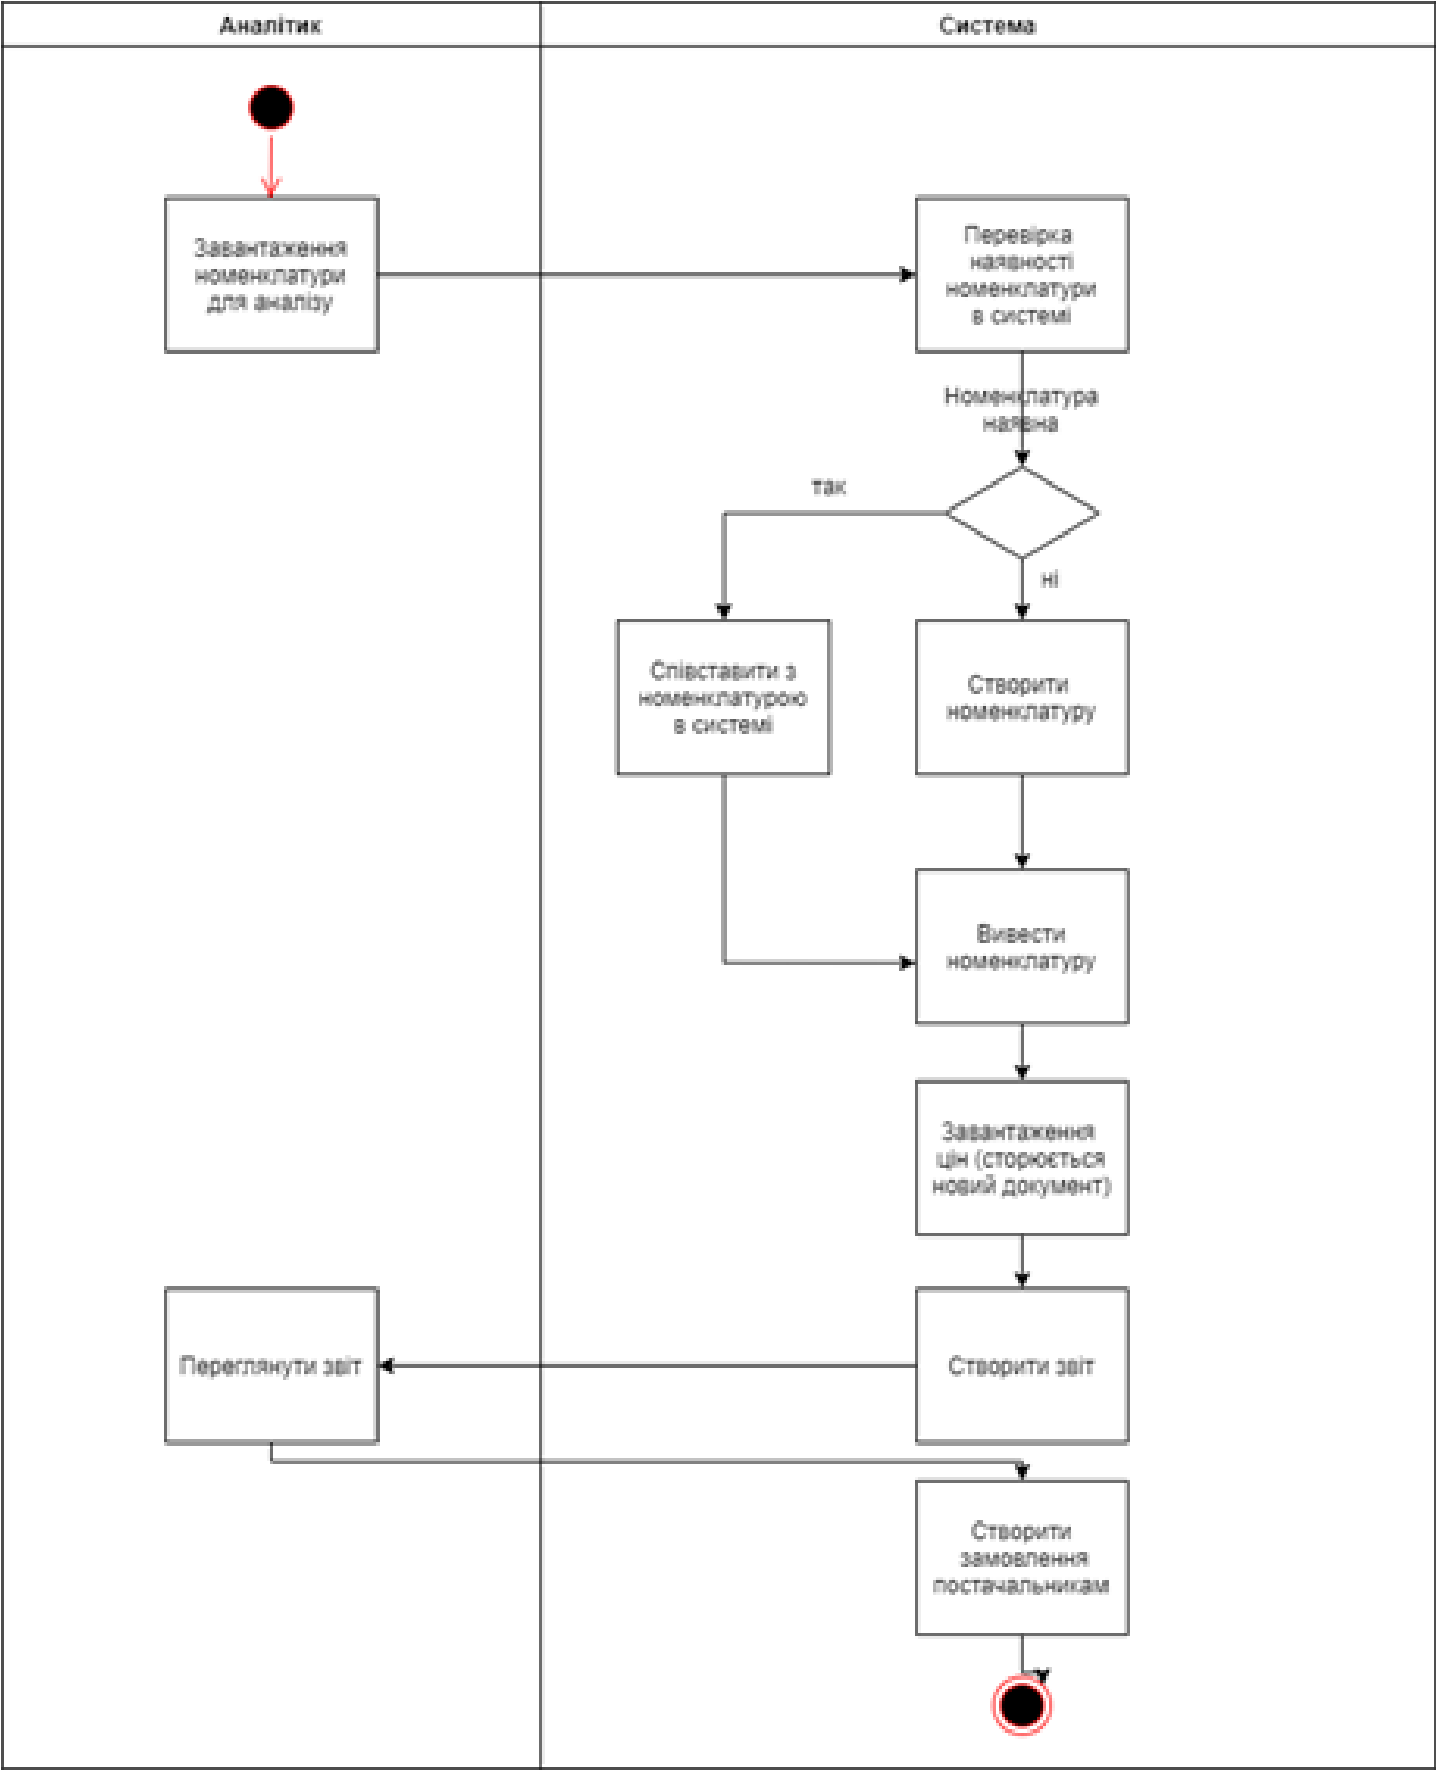 Аналітик
Система
Завантаження
номенклатури
для аналізу
Перевірка
наявності
номенклатури
в системі
Номенклатура
наявна
так
ні
Співставити з
номенклатурою
в системі
Створити
номенклатуру
Вивести
номенклатуру
Завантаження
цін (сторюється
новий документ)
Переглянути звіт
Створити звіт
Створити
замовлення
постачальникам